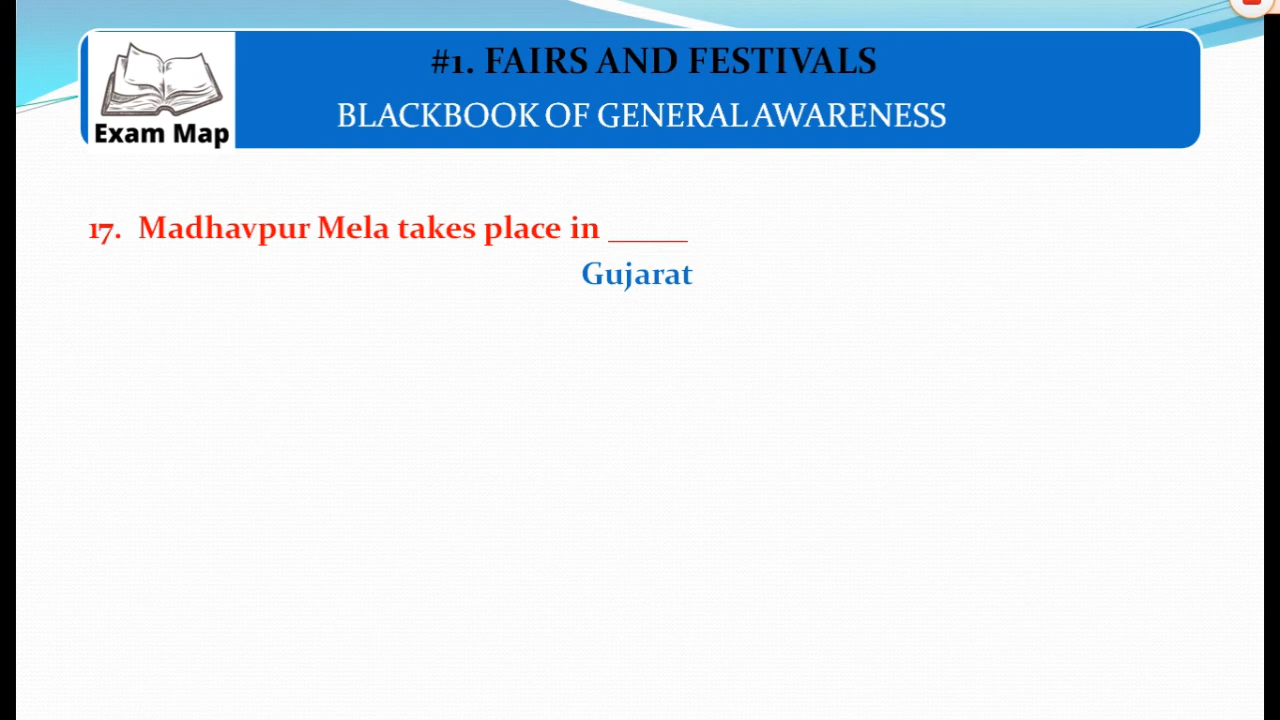 #1. FAIRS AND FESTIVALS
BLACKBOOK OF GENERAL AWARENESS
Exam Map
17. Madhavpur Mela takes place in _____
Gujarat